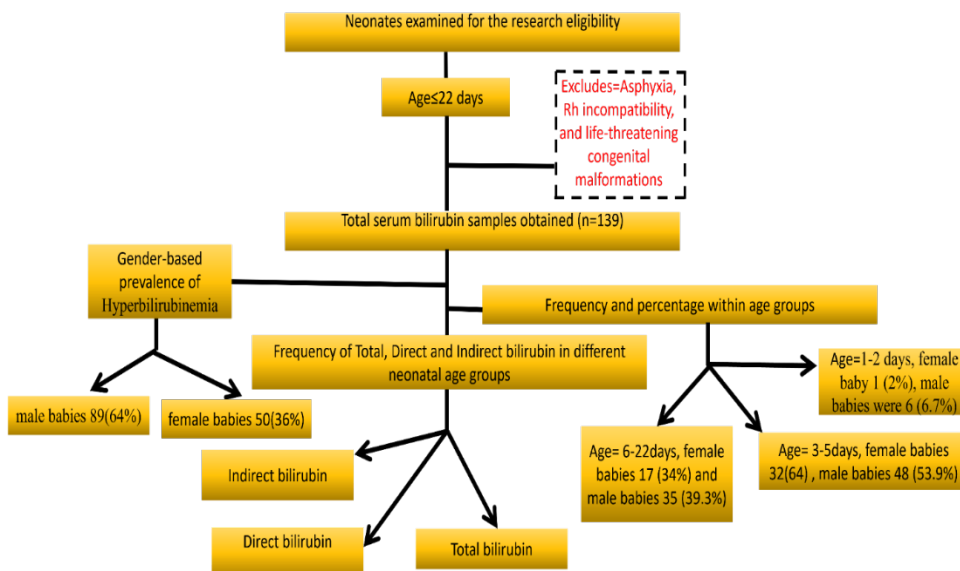 Neonates examined for the research eligibility
Age≤22 days
Excludes=Asphyxia,
Rh incompatibility,
and life-threatening
congenital
malformations
Total serum bilirubin samples obtained (n=139)
Gender-based
prevalence of
Hyperbilirubinemia
Frequency and percentage within age groups
Frequency of Total, Direct and Indirect bilirubin in different
neonatal age groups
male babies 89(64%)
female babies 50(36%)
Age=1-2 days, female
baby 1 (2%), male
babies were 6 (6.7%)
Age= 6-22days, female
babies 17 (34%) and
male babies 35 (39.3%)
Age= 3-5days, female babies
32(64) , male babies 48 (53.9%)
Indirect bilirubin
Direct bilirubin
Total bilirubin